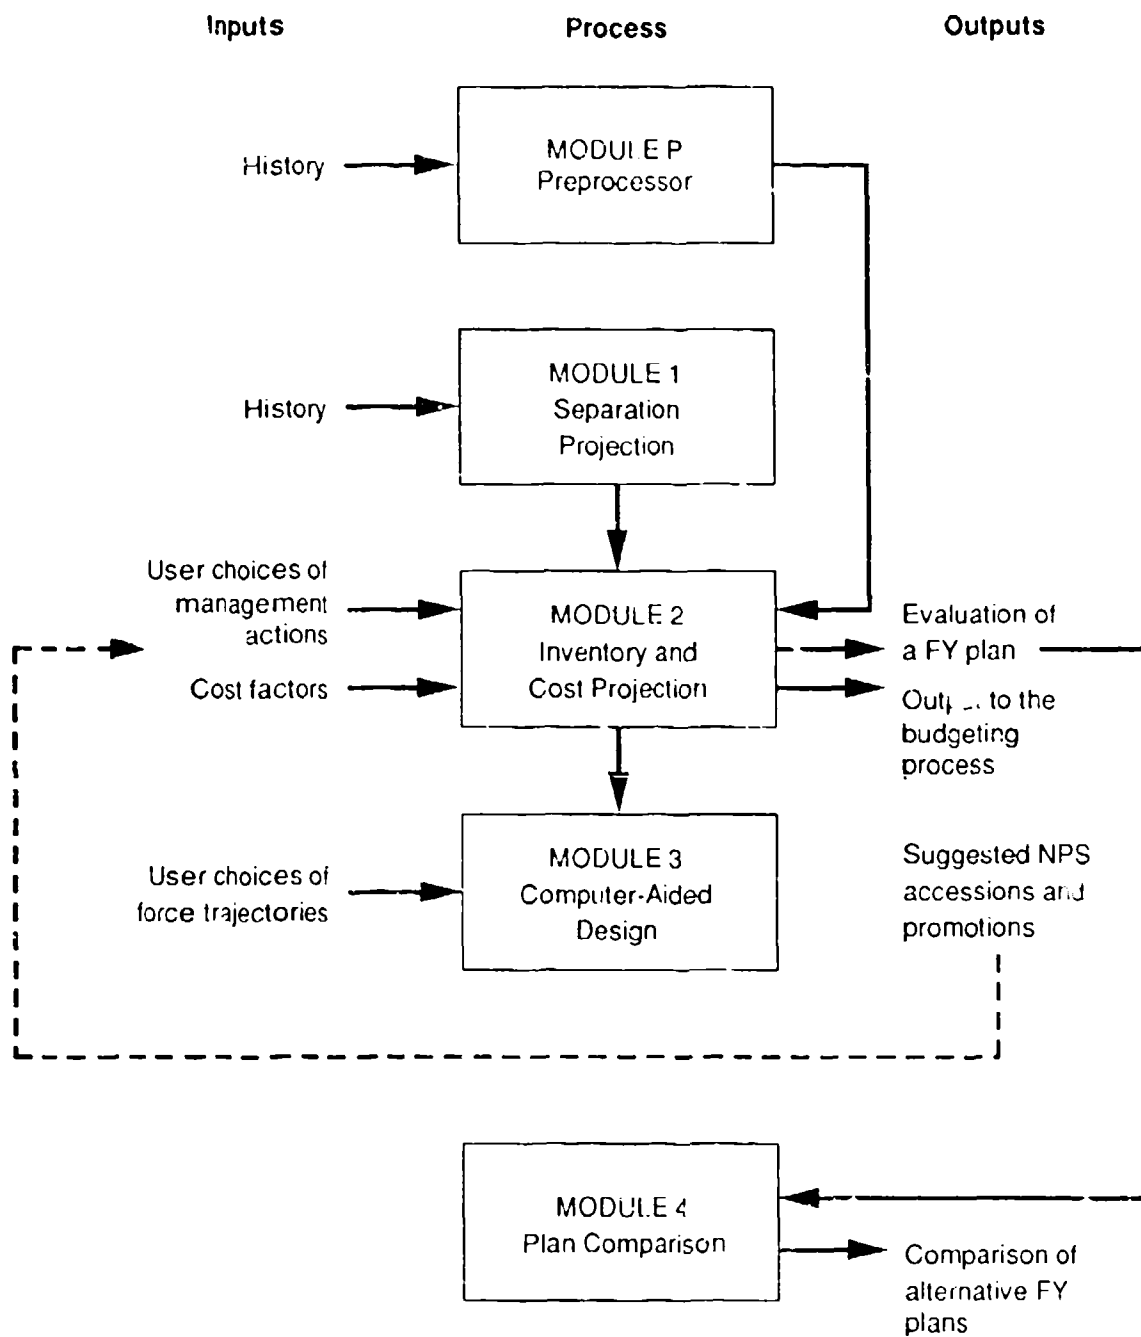 Inputs Process Outputs
History
MODULE P
Preprocessor
History
MODULE 1
Separation
Projection
User choices of
management
actions
Cost factors
MODULE 2
Inventory and
Cost Projection
Evaluation of
a FY plan
to the
budgeting
process
User choices of
force trajectories
MODULE 3
Computer-Aided
Design
Suggested NPS
accessions and
promotions
MODULE 4
Plan Comparison
Comparison of
alternative FY
plans